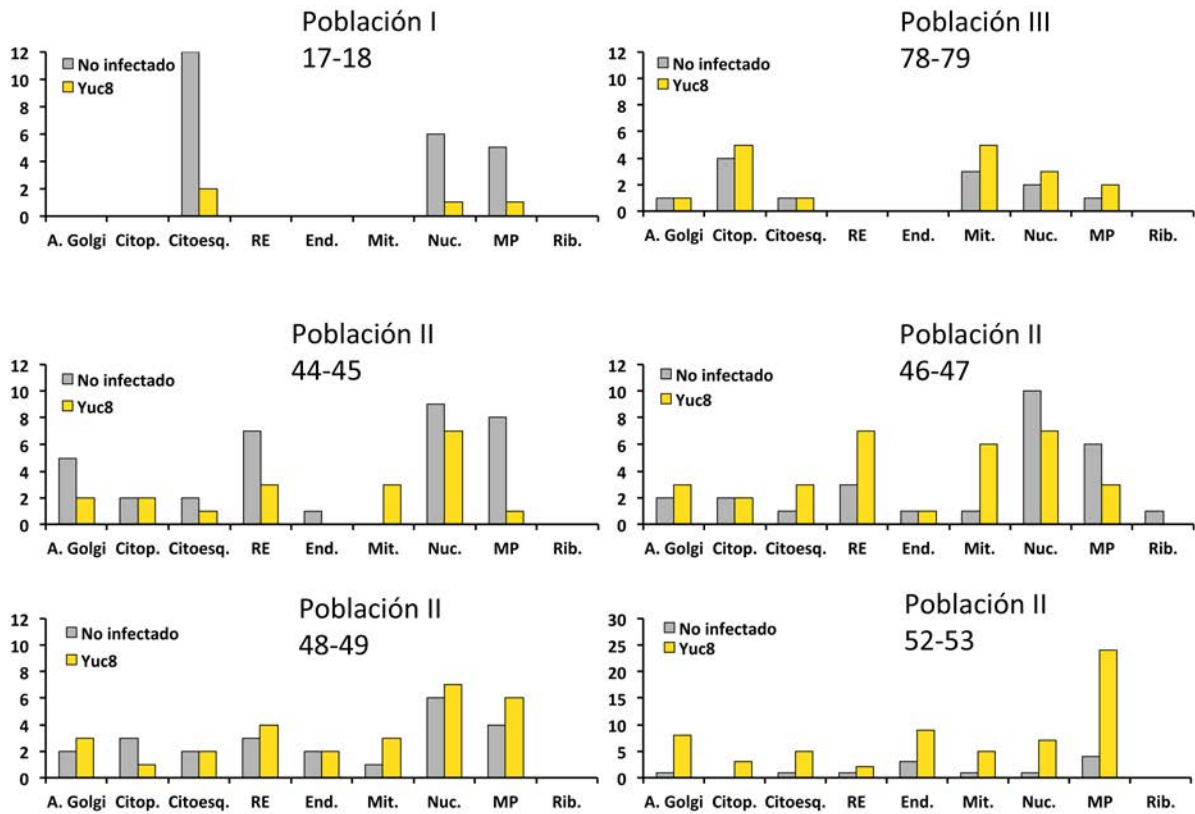 Población I
17-18
12
10
8
6
4
2
0
No infectado
Yuc8
A. Golgi Citop. Citoesq. RE End. Mit. Nuc. MP Rib.
Población III
78-79
12
10
8
6
4
2
0
No infectado
Yuc8
A. Golgi Citop. Citoesq. RE End. Mit. Nuc. MP Rib.
Población II
44-45
12
10
8
6
4
2
0
No infectado
Yuc8
A. Golgi Citop. Citoesq. RE End. Mit. Nuc. MP Rib.
Población II
46-47
12
10
8
6
4
2
0
No infectado
Yuc8
A. Golgi Citop. Citoesq. RE End. Mit. Nuc. MP Rib.
Población II
48-49
12
10
8
6
4
2
0
No infectado
Yuc8
A. Golgi Citop. Citoesq. RE End. Mit. Nuc. MP Rib.
Población II
52-53
30
25
20
15
10
5
0
No infectado
Yuc8
A. Golgi Citop. Citoesq. RE End. Mit. Nuc. MP Rib.